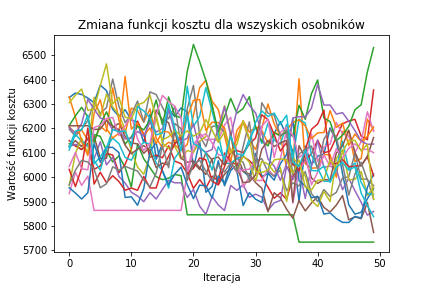 Zmiana funkcji kosztu dla wszyskich osobników
Wartość funkcji kosztu
6500
6400
6300
6200
6100
6000
5900
5800
5700
0 10 20 30 40 50
Iteracja